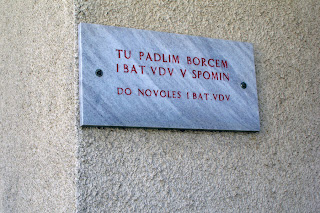 TU PADLIM BORCEM
I BAT. VDV V SPOMIN
DO NOVOLES I BAT. VDV